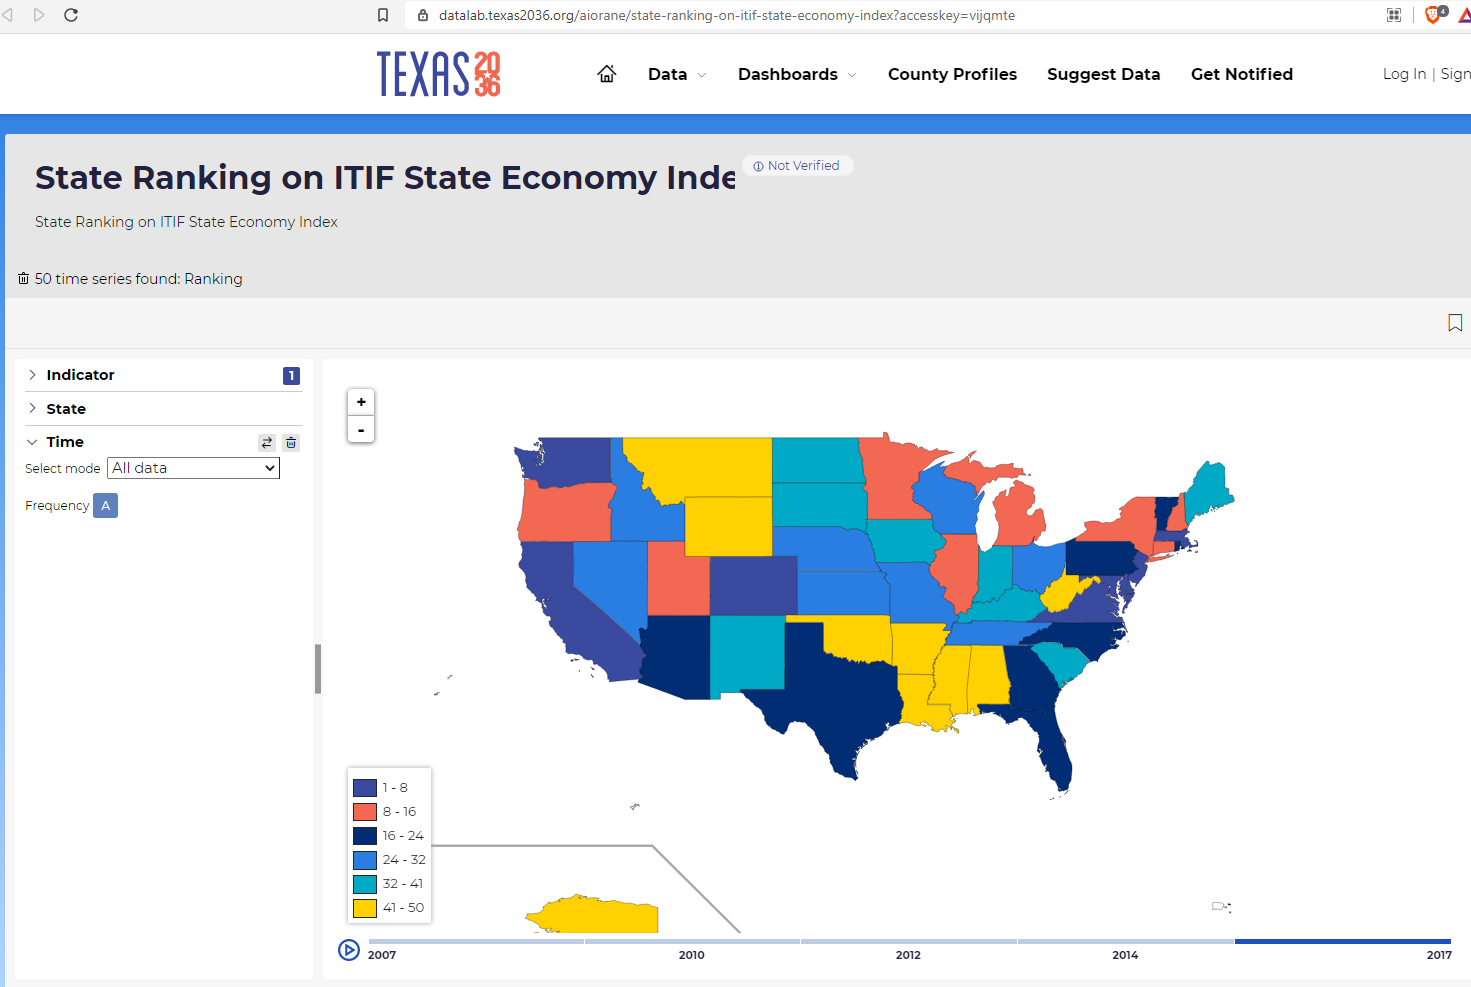 datalab.texas2036.org/aiorane/state-ranking-on-itif-state-economy-index?accesskey=vijqmte
4
TEXAS 2036
Data
Dashboards
County Profiles
Suggest Data
Get Notified
Log In | Sign
State Ranking on ITIF State Economy Inde
Not Verified
State Ranking on ITIF State Economy Index
50 time series found: Ranking
Indicator 1
State
Time
Select mode All data
Frequency A
+
-
1 - 8
8 - 16
16 - 24
24 - 32
32 - 41
41 - 50
2007 2010 2012 2014 2017